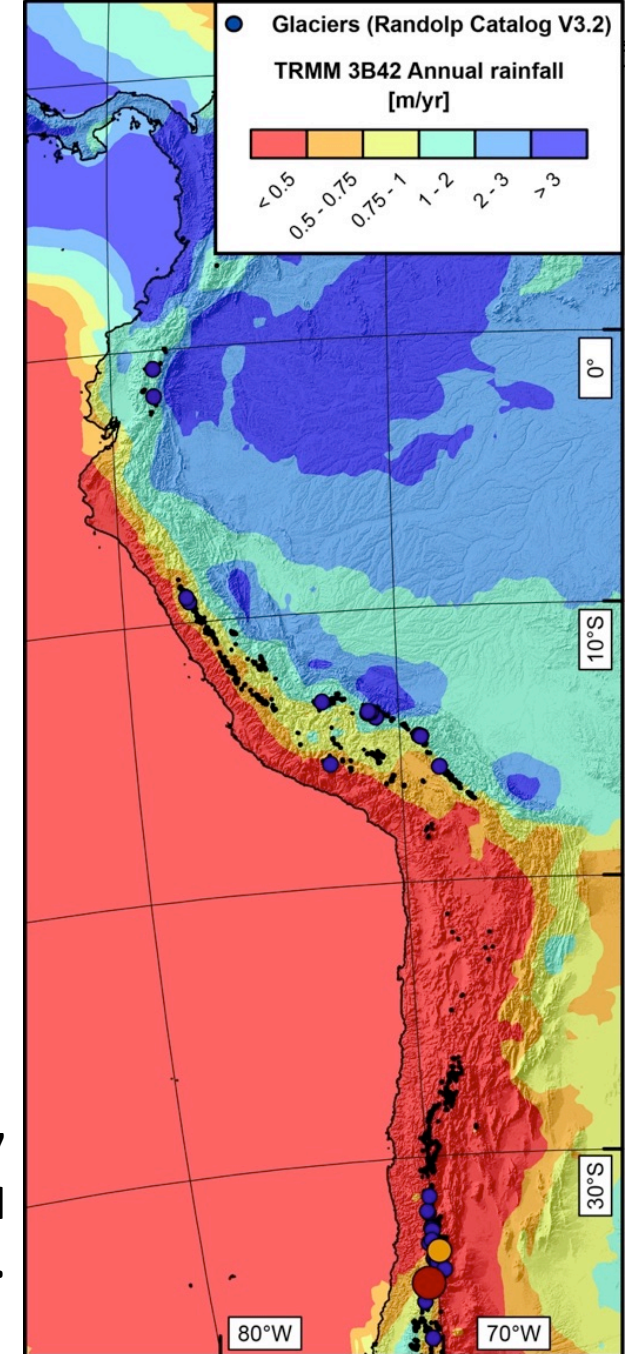 Glaciers (Randolp Catalog V3.2)
TRMM 3B42 Annual rainfall
[m/yr]
< 0.5
0.5 - 0.75
0.75 - 1
1 - 2
2 - 3
> 3
0°
10°S
30°S
80°W
70°W